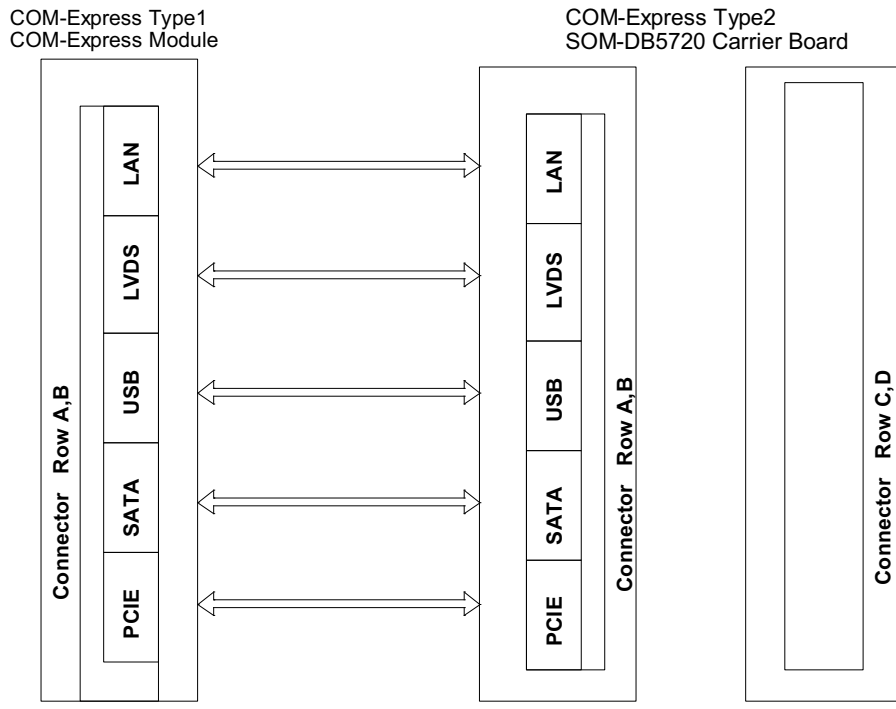 COM-Express Type1
COM-Express Module
COM-Express Type2
SOM-DB5720 Carrier Board
Connector Row A,B
LAN
LVDS
USB
SATA
PCIE
LAN
LVDS
USB
SATA
PCIE
Connector Row A,B
Connector Row C,D